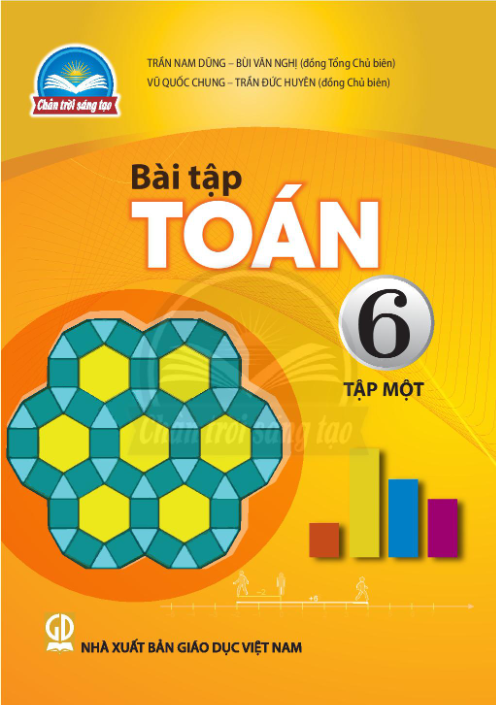 TRẦN NAM DŨNG – BÙI VĂN NGHỊ (đồng Tổng Chủ biên)
VŨ QUỐC CHUNG – TRẦN ĐỨC HUYÊN (đồng Chủ biên)
Chân trời sáng tạo
Bài tập
TOÁN
6
TẬP MỘT
Chân trời sáng tạo
-2
GD
NHÀ XUẤT BẢN GIÁO DỤC VIỆT NAM